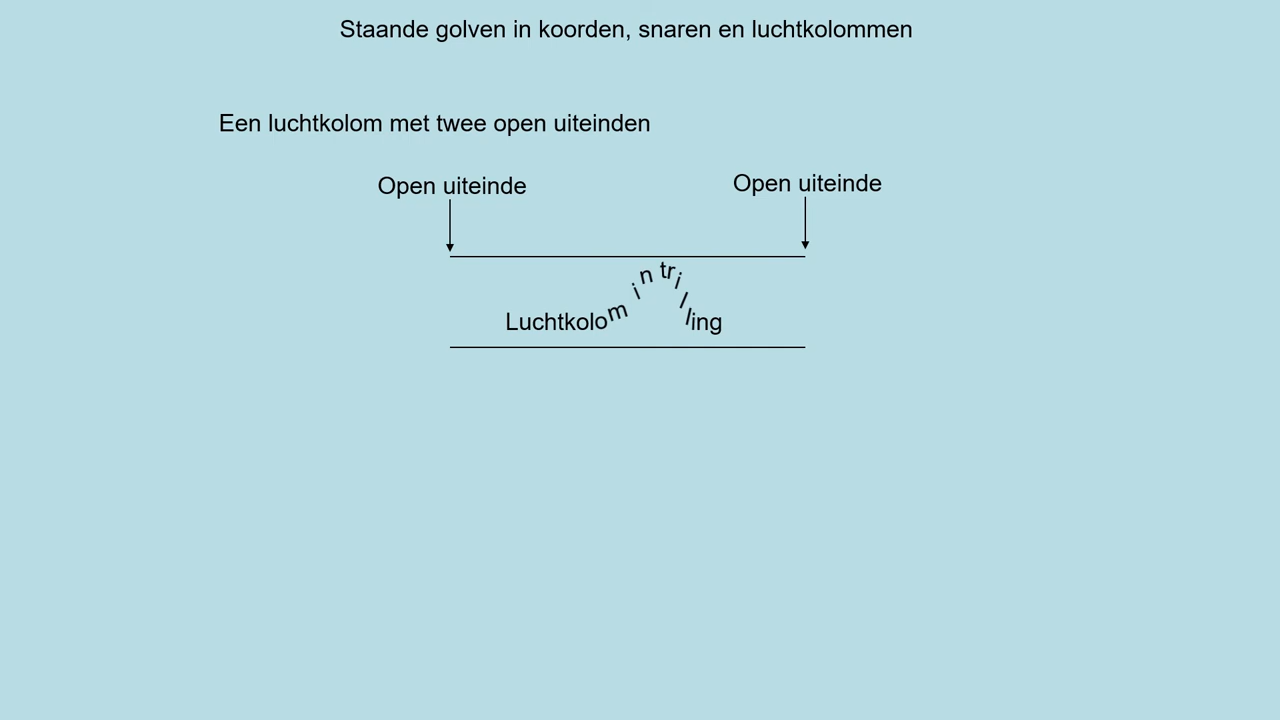 Staande golven in koorden, snaren en luchtkolommen
Een luchtkolom met twee open uiteinden
Open uiteinde
Open uiteinde
Luchtkolom in trilling